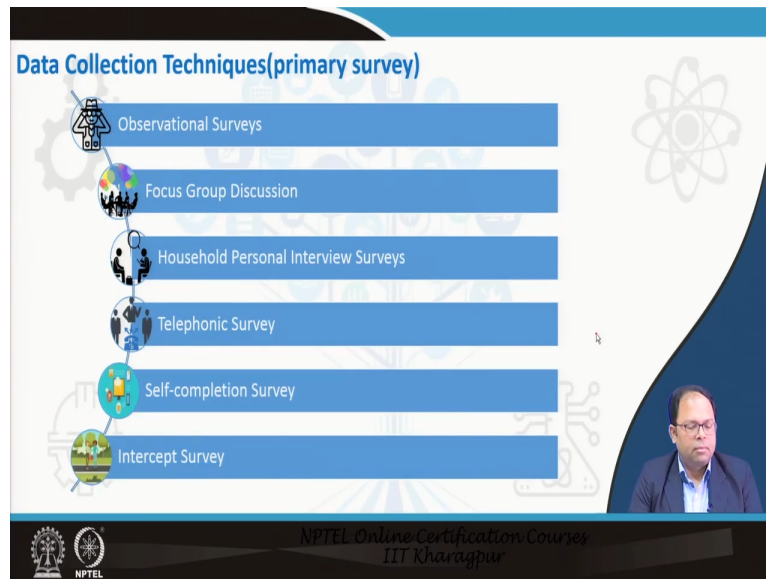 Data Collection Techniques(primary survey)
Observational Surveys
Focus Group Discussion
Household Personal Interview Surveys
Telephonic Survey
Self-completion Survey
Intercept Survey
NPTEL Online Certification Courses
IIT Kharagpur
NPTEL